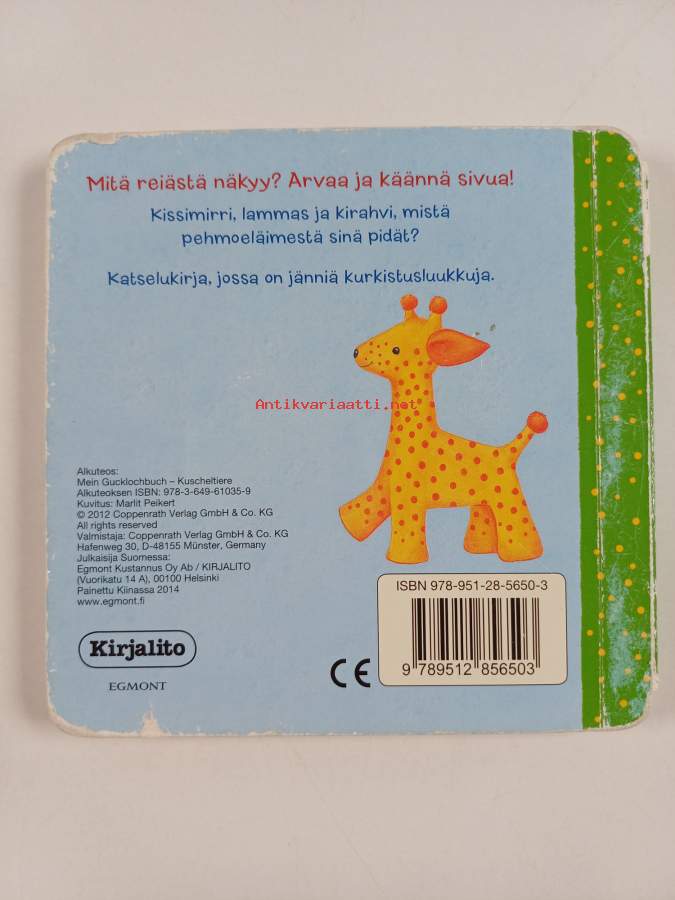 Mitä reiästä näkyy? Arvaa ja käännä sivua!
Kissimirri, lammas ja kirahvi, mistä
pehmoeläimestä sinä pidät?
Katselukirja, jossa on jänniä kurkistusluukkuja.
Antikvariaatti.net
Alkuteos:
Mein Gucklochbuch – Kuscheltiere
Alkuteoksen ISBN: 978-3-649-61035-9
Kuvitus: Marlit Peikert
© 2012 Coppenrath Verlag GmbH & Co. KG
All rights reserved
Valmistaja: Coppenrath Verlag GmbH & Co. KG
Hafenweg 30, D-48155 Münster, Germany
Julkaisija Suomessa:
Egmont Kustannus Oy Ab / KIRJALITO
(Vuorikatu 14 A), 00100 Helsinki
Painettu Kiinassa 2014
www.egmont.fi
Kirjalito
EGMONT
CE
ISBN 978-951-28-5650-3
9 789512 856503